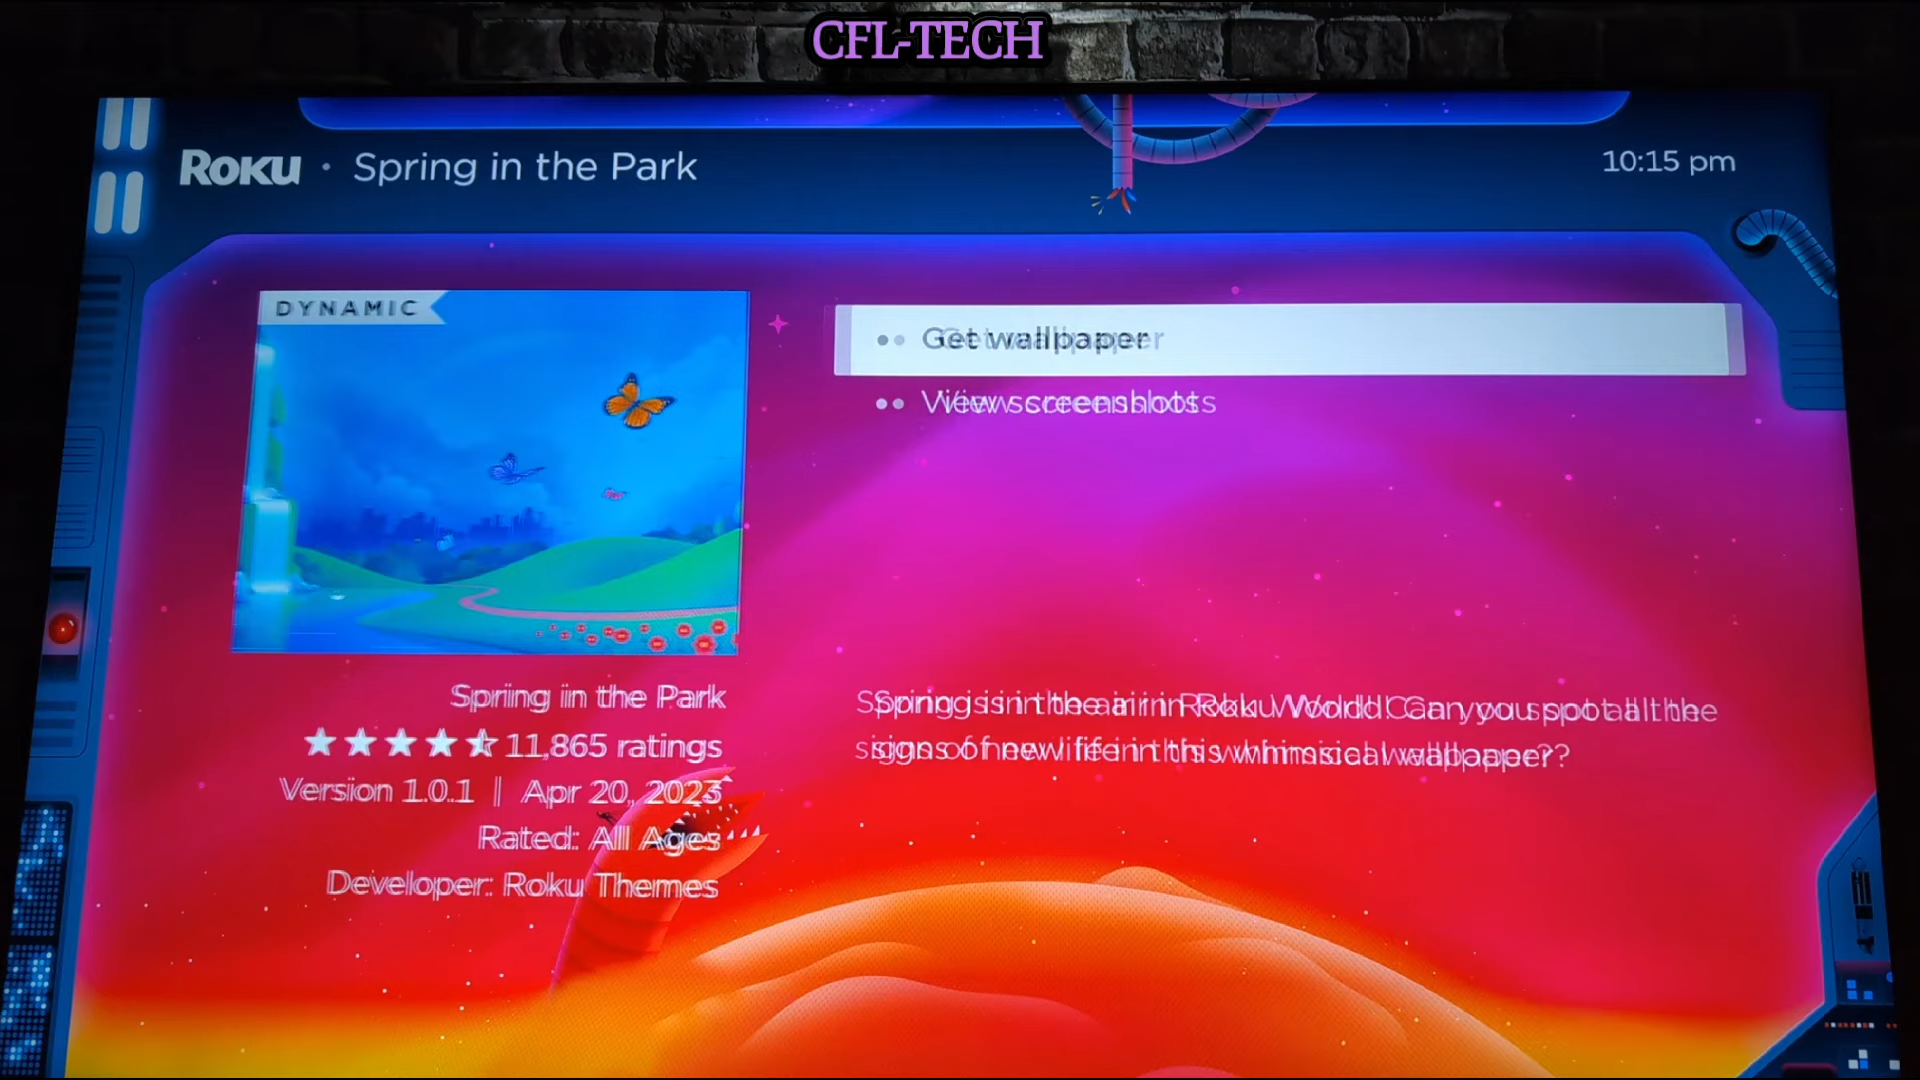 CFL-TECH
Roku · Spring in the Park
10:15 pm
DYNAMIC
Get wallpaper
View screenshots
Spring in the Park
11,865 ratings
Version 1.0.1 | Apr 20, 2023
Rated: All Ages
Developer: Roku Themes
Spring is in the air in Roku World! Can you spot all the
signs of new life in this whimsical wallpaper?